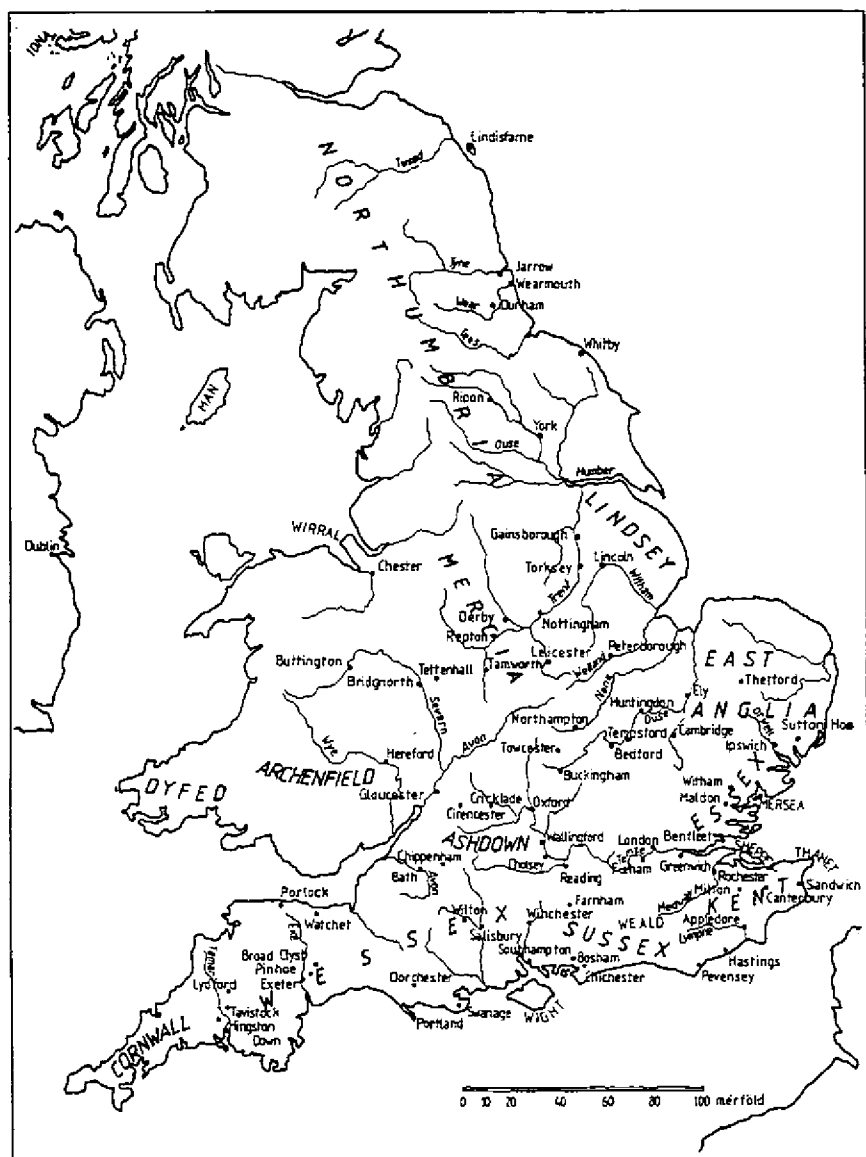 IONA
Lindisfarne
Tweed
NORTHUMBRIA
Tyne
Jarrow
Wearmouth
Wear
Durham
Tees
Whitby
MAN
Ripon
York
Ouse
Humber
LINDSEY
Dublin
WIRRAL
Chester
MERCIA
Gainsborough
Torksey
Lincoln
Trent
Witham
Derby
Nottingham
Repton
Leicester
Peterborough
EAST
Buttington
Tettenhall
Tamworth
Welland
Thetford
Bridgnorth
Ely
Nene
Huntingdon
ANGLIA
Severn
Northampton
Ouse
Orwell
Sutton Hoo
Avon
Tempsford
Cambridge
Ipswich
Wye
Hereford
Towcester
Bedford
ARCHENFIELD
Buckingham
Witham
DYFED
Gloucester
Maldon
MERSEA
Cricklade
Oxford
ESSEX
Cirencester
ASHDOWN
Wallingford
London
Benfleet
SHEPPEY
THANET
Chippenham
Cholsey
Temze
Bath
Avon
Reading
Greenwich
Rochester
Milton
Sandwich
KENT
Canterbury
Porlock
Farnham
Medway
Wilton
Winchester
WEALD
Appledore
Watchet
Salisbury
SUSSEX
Lympne
Tamar
Exe
Broad Clyst
WESSEX
Southampton
Bosham
Hastings
Pinhoe
Lydford
Exeter
Dorchester
Chichester
Pevensey
Tavistock
WIGHT
Swanage
Hingston
Down
Portland
CORNWALL
0 10 20 40 60 80 100 mérföld